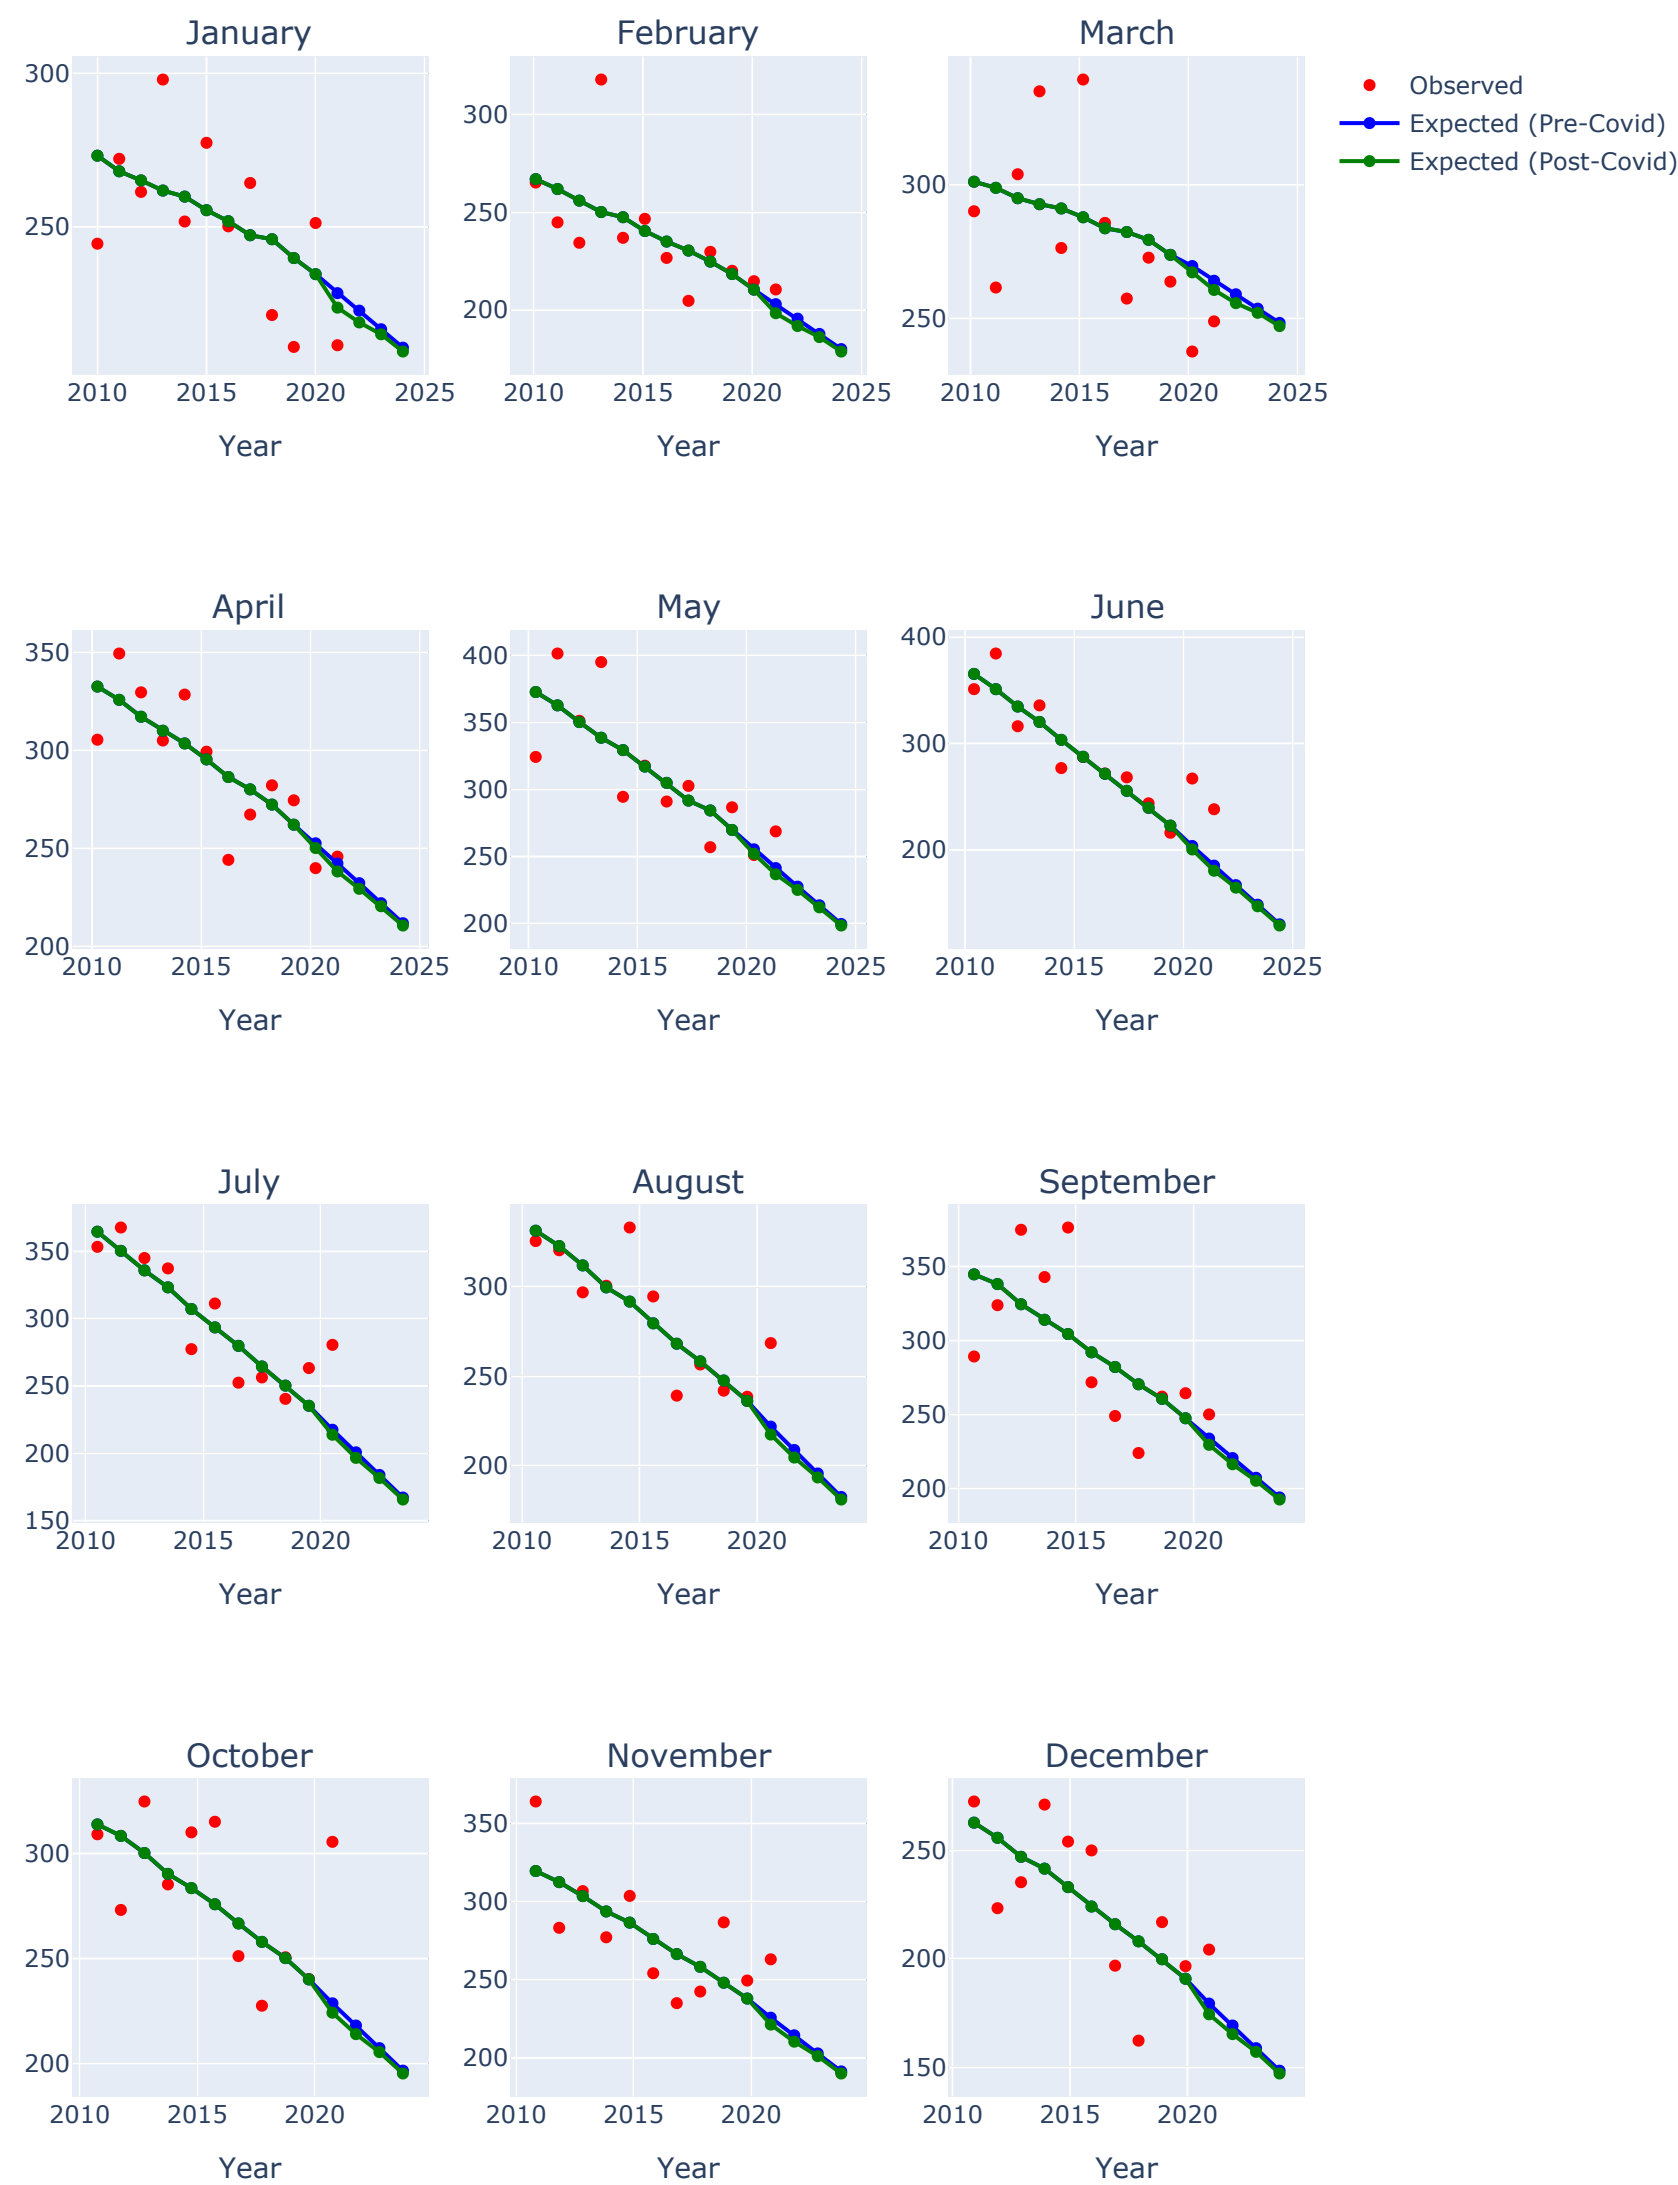 January February March
300
250
2010 2015 2020 2025
Year
300
250
200
2010 2015 2020 2025
Year
300
250
2010 2015 2020 2025
Year
Observed
Expected (Pre-Covid)
Expected (Post-Covid)
April May June
350
300
250
200
2010 2015 2020 2025
Year
400
350
300
250
200
2010 2015 2020 2025
Year
400
300
200
2010 2015 2020 2025
Year
July August September
350
300
250
200
150
2010 2015 2020
Year
300
250
200
2010 2015 2020
Year
350
300
250
200
2010 2015 2020
Year
October November December
300
250
200
2010 2015 2020
Year
350
300
250
200
2010 2015 2020
Year
250
200
150
2010 2015 2020
Year